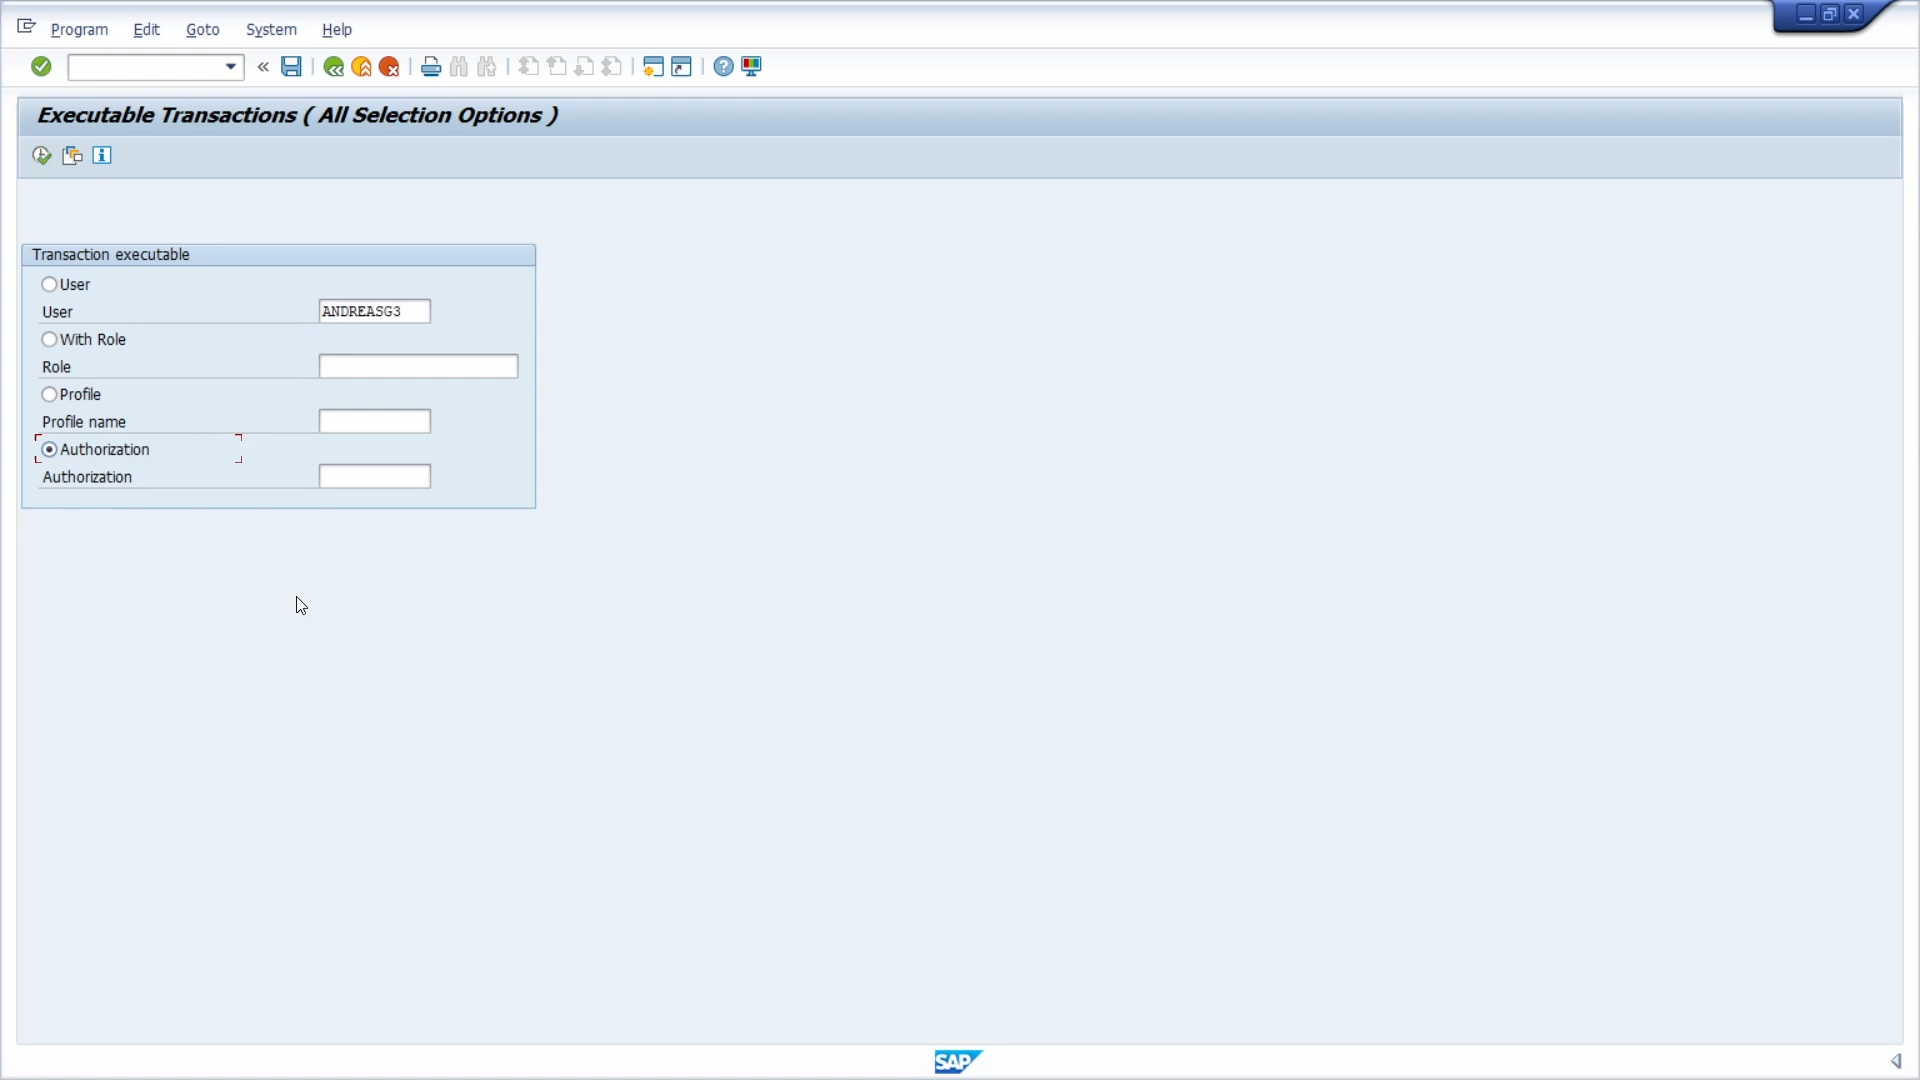 Program Edit Goto System Help
Executable Transactions ( All Selection Options )
Transaction executable
User
User ANDREASG3
With Role
Role
Profile
Profile name
Authorization
Authorization
SAP